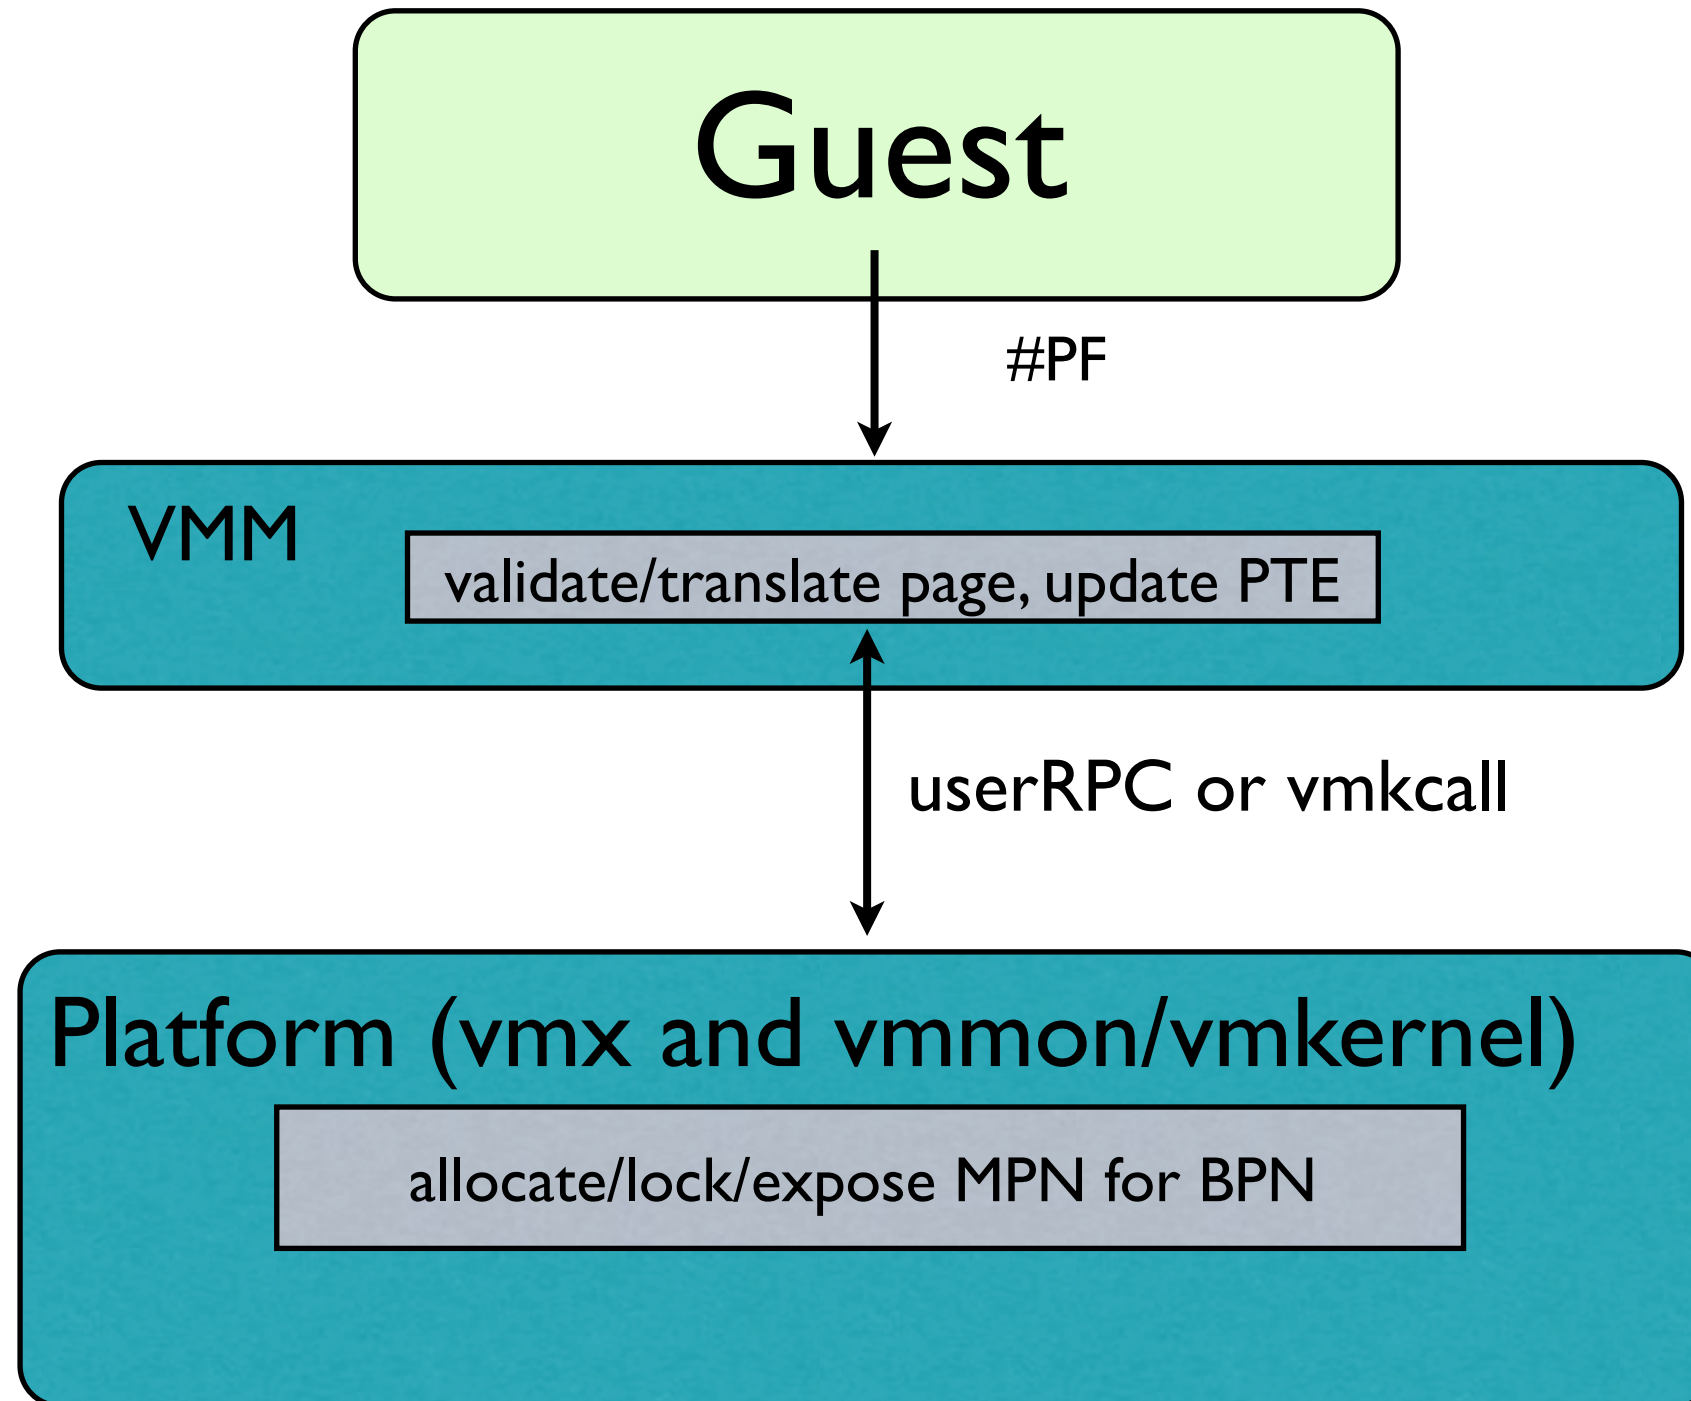 Guest
#PF
VMM
validate/translate page, update PTE
userRPC or vmkcall
Platform (vmx and vmmon/vmkernel)
allocate/lock/expose MPN for BPN